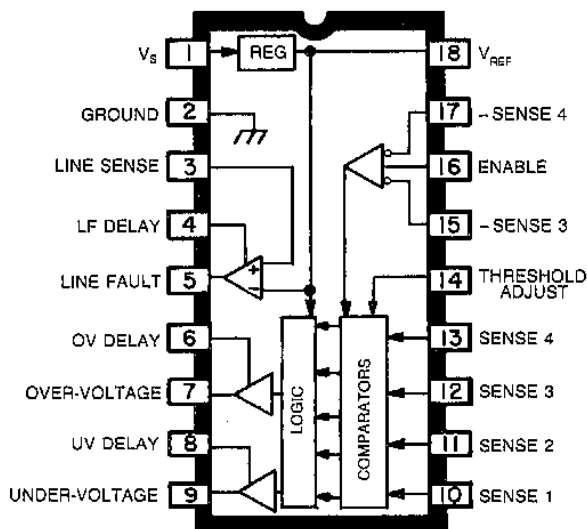 V_S 1 REG 18 V_REF
GROUND 2 17 -SENSE 4
LINE SENSE 3 16 ENABLE
LF DELAY 4 15 -SENSE 3
LINE FAULT 5 + - 14 THRESHOLD
ADJUST
OV DELAY 6 13 SENSE 4
OVER-VOLTAGE 7 LOGIC COMPARATORS 12 SENSE 3
UV DELAY 8 11 SENSE 2
UNDER-VOLTAGE 9 10 SENSE 1